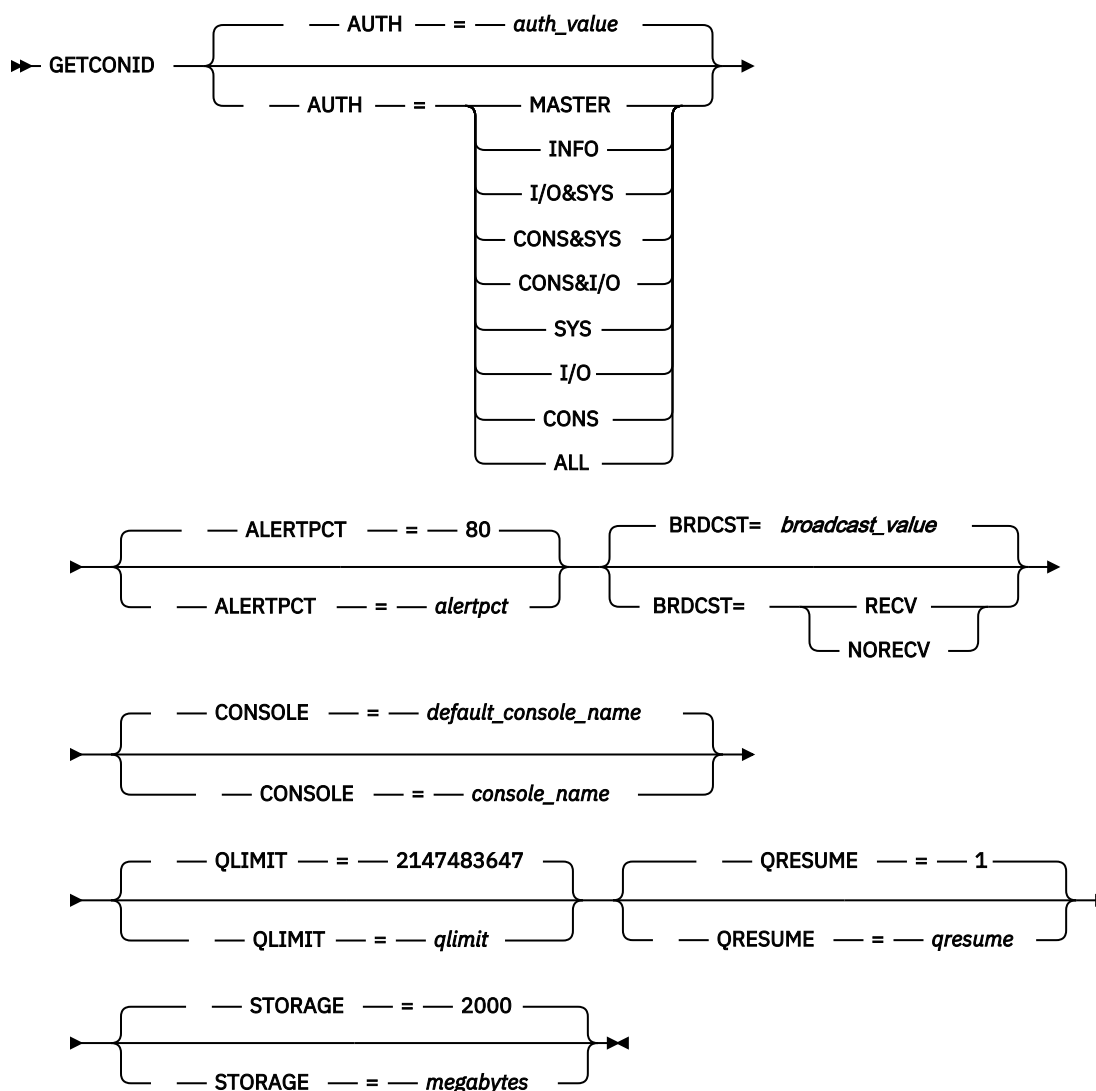 AUTH = auth_value
GETCONID
AUTH = MASTER
INFO
I/O&SYS
CONS&SYS
CONS&I/O
SYS
I/O
CONS
ALL
ALERTPCT = 80 BRDCST= broadcast_value
ALERTPCT = alertpct BRDCST= RECV
NORECV
CONSOLE = default_console_name
CONSOLE = console_name
QLIMIT = 2147483647 QRESUME = 1
QLIMIT = qlimit QRESUME = qresume
STORAGE = 2000
STORAGE = megabytes